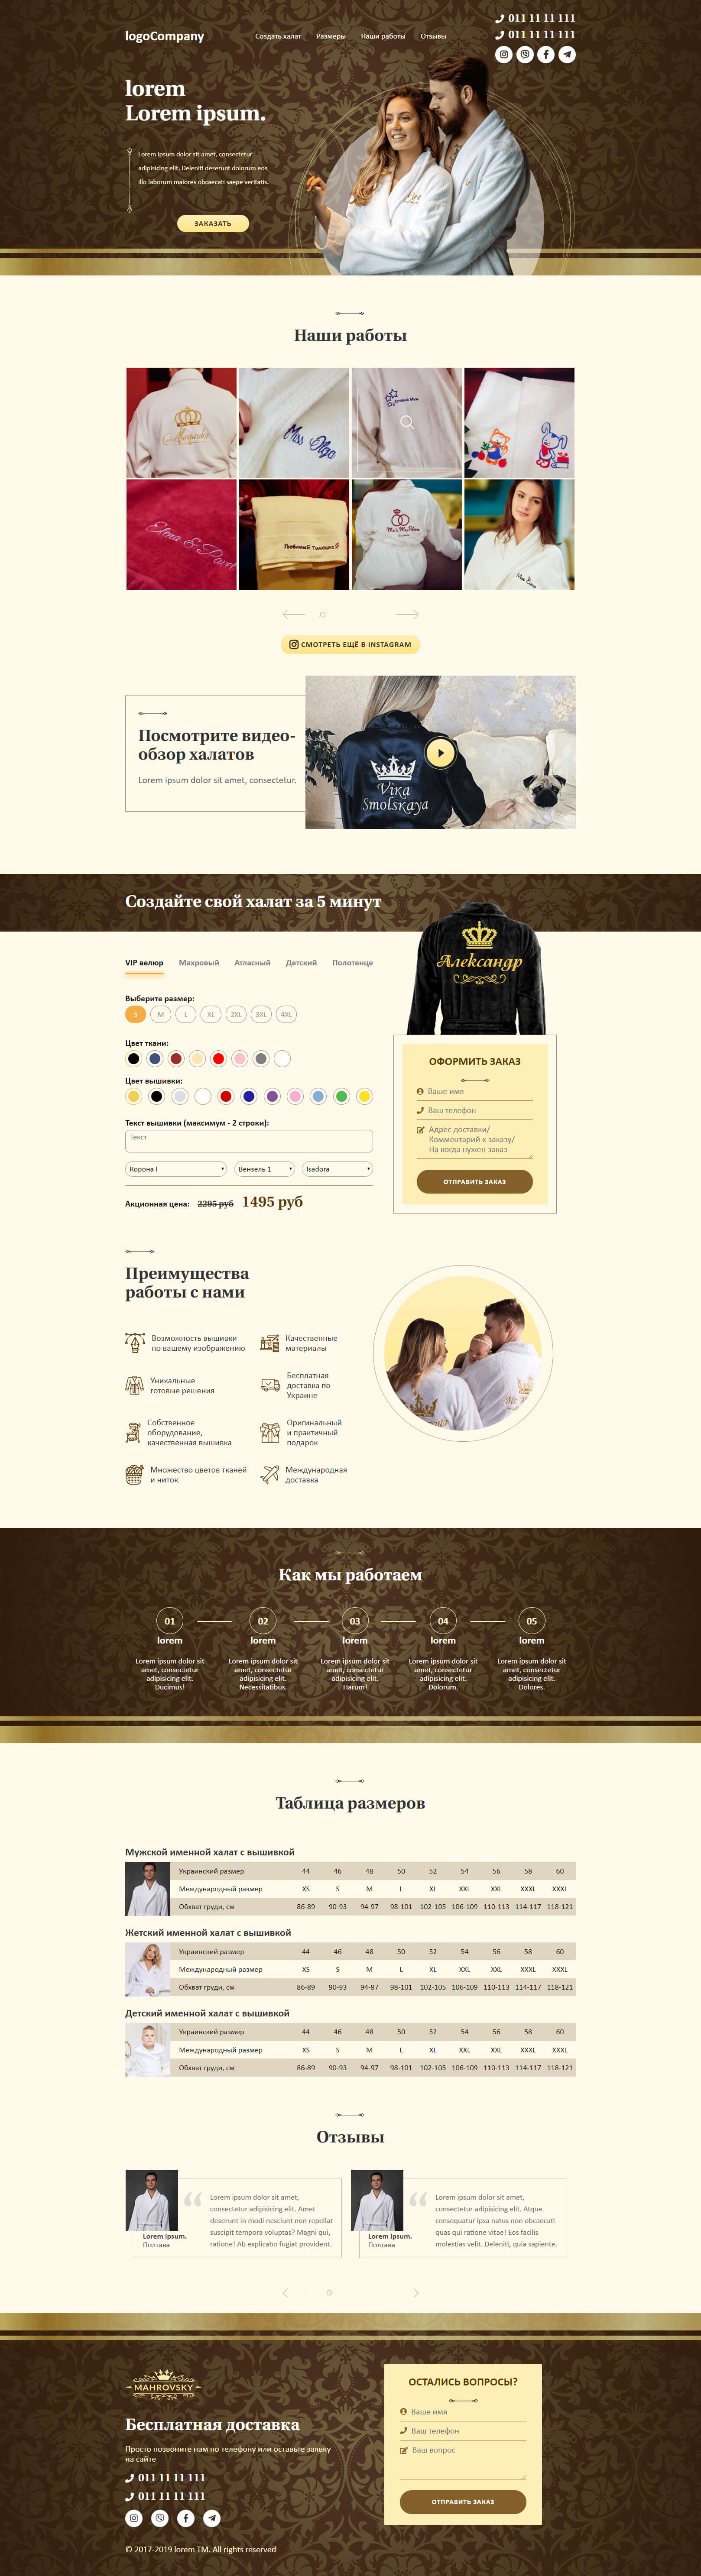 logoCompany
Создать халат Размеры Наши работы Отзывы
011 11 11 111
011 11 11 111
lorem
Lorem ipsum.
Lorem ipsum dolor sit amet, consectetur
adipisicing elit. Deleniti deserunt dolorum eos
illo laborum maiores obcaecati saepe veritatis.
ЗАКАЗАТЬ
Наши работы
Alexander
Miss Olga
Лучший Муж
Elena &
Любимый
Моя
СМОТРЕТЬ ЕЩЁ В INSTAGRAM
Посмотрите видео-
обзор халатов
Lorem ipsum dolor sit amet, consectetur.
Vika
Smolskaya
Создайте свой халат за 5 минут
Александр
VIP велюр Махровый Атласный Детский Полотенце
Выберите размер:
S M L XL 2XL 3XL 4XL
Цвет ткани:
Цвет вышивки:
Текст вышивки (максимум - 2 строки):
Текст
Корона I Вензель 1 Isadora
Акционная цена: 2295 руб 1495 руб
ОФОРМИТЬ ЗАКАЗ
Ваше имя
Ваш телефон
Адрес доставки/
Комментарий к заказу/
На когда нужен заказ
ОТПРАВИТЬ ЗАКАЗ
Преимущества
работы с нами
Возможность вышивки
по вашему изображению
Качественные
материалы
Уникальные
готовые решения
Бесплатная
доставка по
Украине
Собственное
оборудование,
качественная вышивка
Оригинальный
и практичный
подарок
Множество цветов тканей
и ниток
Международная
доставка
Как мы работаем
01 02 03 04 05
lorem lorem lorem lorem lorem
Lorem ipsum dolor sit Lorem ipsum dolor sit Lorem ipsum dolor sit Lorem ipsum dolor sit Lorem ipsum dolor sit
amet, consectetur amet, consectetur amet, consectetur amet, consectetur amet, consectetur
adipisicing elit. adipisicing elit. adipisicing elit. adipisicing elit. adipisicing elit.
Ducimus! Necessitatibus. Harum! Dolorum. Dolores.
Таблица размеров
Мужской именной халат с вышивкой
Украинский размер 44 46 48 50 52 54 56 58 60
Международный размер XS S M L XL XXL XXL XXXL XXXL
Обхват груди, см 86-89 90-93 94-97 98-101 102-105 106-109 110-113 114-117 118-121
Жетский именной халат с вышивкой
Украинский размер 44 46 48 50 52 54 56 58 60
Международный размер XS S M L XL XXL XXL XXXL XXXL
Обхват груди, см 86-89 90-93 94-97 98-101 102-105 106-109 110-113 114-117 118-121
Детский именной халат с вышивкой
Украинский размер 44 46 48 50 52 54 56 58 60
Международный размер XS S M L XL XXL XXL XXXL XXXL
Обхват груди, см 86-89 90-93 94-97 98-101 102-105 106-109 110-113 114-117 118-121
Отзывы
Lorem ipsum dolor sit amet,
consectetur adipisicing elit. Amet
deserunt in modi nesciunt non repellat
suscipit tempora voluptas? Magni qui,
ratione! Ab explicabo fugiat provident.
Lorem ipsum.
Полтава
Lorem ipsum dolor sit amet,
consectetur adipisicing elit. Atque
consequatur ipsa natus non obcaecati
quas qui ratione vitae! Eos facilis
molestias velit. Deleniti, quia sapiente.
Lorem ipsum.
Полтава
MAHROVSKY
Бесплатная доставка
Просто позвоните нам по телефону или оставьте заявку
на сайте
011 11 11 111
011 11 11 111
© 2017-2019 lorem TM. All rights reserved
ОСТАЛИСЬ ВОПРОСЫ?
Ваше имя
Ваш телефон
Ваш вопрос
ОТПРАВИТЬ ЗАКАЗ